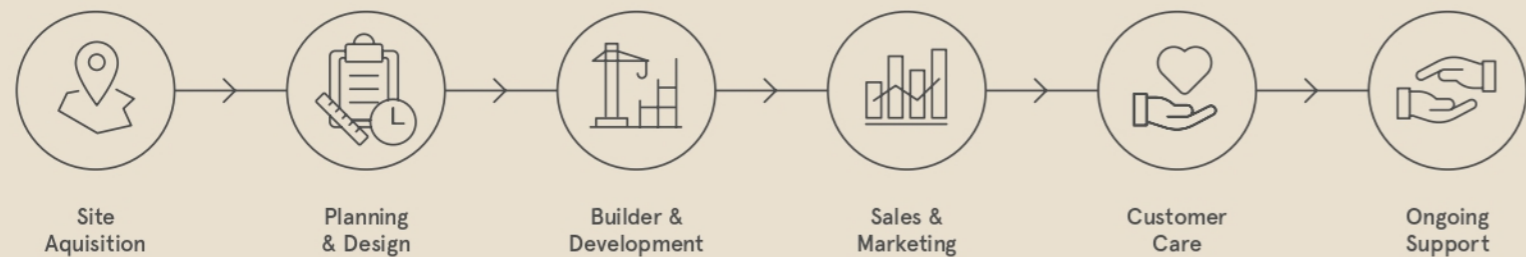 Site
Aquisition
Planning
& Design
Builder &
Development
Sales &
Marketing
Customer
Care
Ongoing
Support